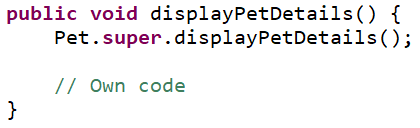 public void displayPetDetails() {
    Pet.super.displayPetDetails();
    // Own code
}